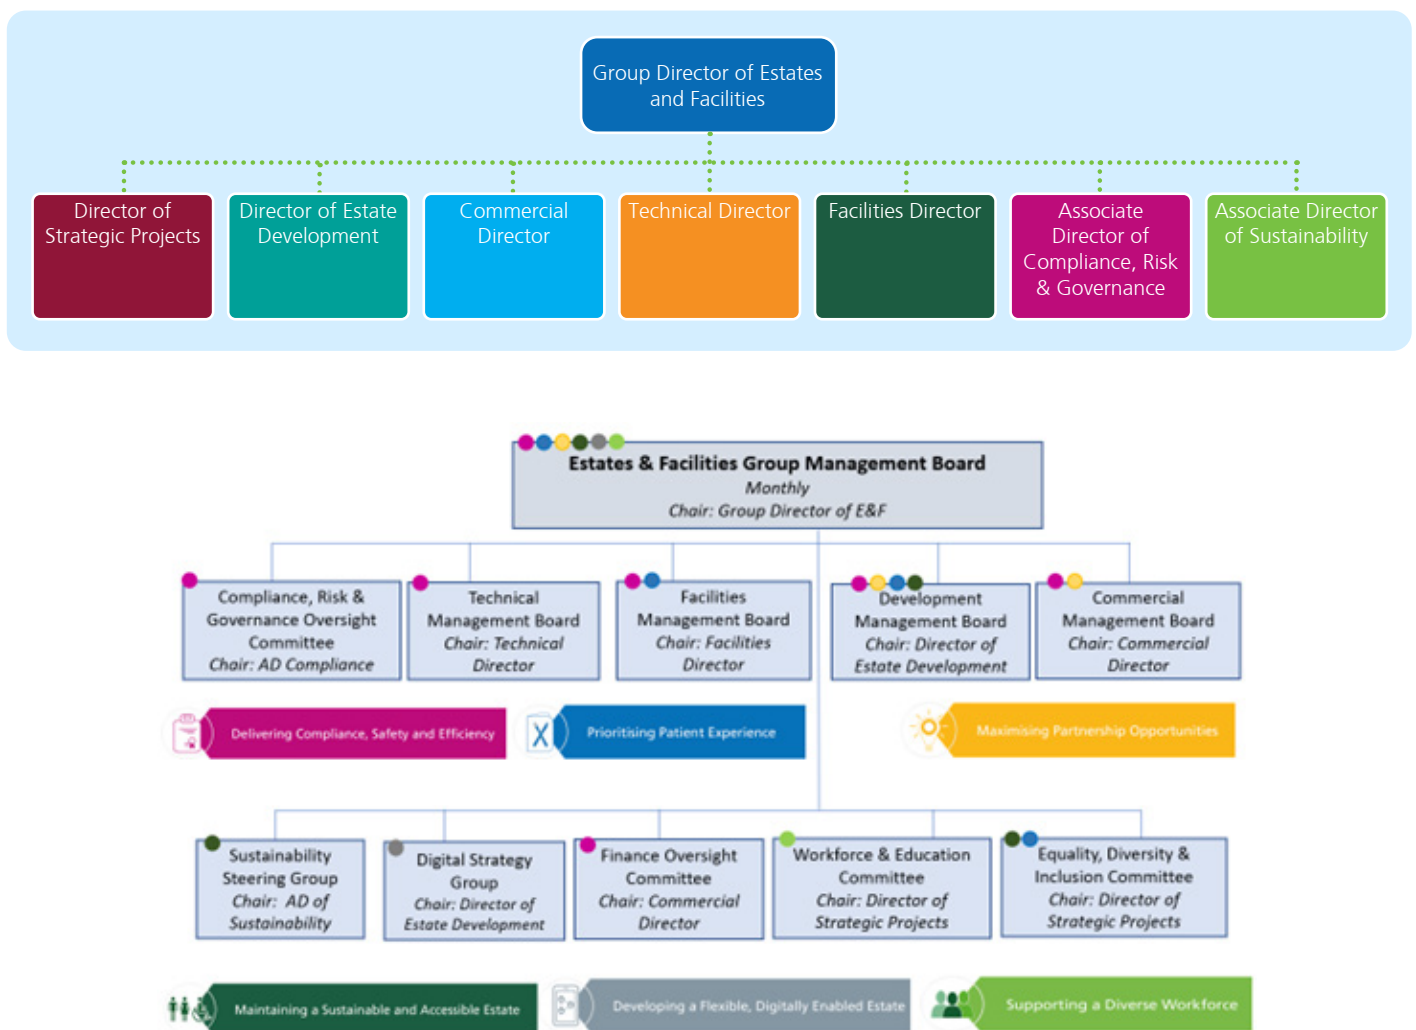 Group Director of Estates
and Facilities
Director of
Strategic Projects
Director of Estate
Development
Commercial
Director
Technical Director
Facilities Director
Associate
Director of
Compliance, Risk
& Governance
Associate Director
of Sustainability
Estates & Facilities Group Management Board
Monthly
Chair: Group Director of E&F
Compliance, Risk &
Governance Oversight
Committee
Chair: AD Compliance
Technical
Management Board
Chair: Technical
Director
Facilities
Management Board
Chair: Facilities
Director
Development
Management Board
Chair: Director of
Estate Development
Commercial
Management Board
Chair: Commercial
Director
Delivering Compliance, Safety and Efficiency
Prioritising Patient Experience
Maximising Partnership Opportunities
Sustainability
Steering Group
Chair: AD of
Sustainability
Digital Strategy
Group
Chair: Director of
Estate Development
Finance Oversight
Committee
Chair: Commercial
Director
Workforce & Education
Committee
Chair: Director of
Strategic Projects
Equality, Diversity &
Inclusion Committee
Chair: Director of
Strategic Projects
Maintaining a Sustainable and Accessible Estate
Developing a Flexible, Digitally Enabled Estate
Supporting a Diverse Workforce